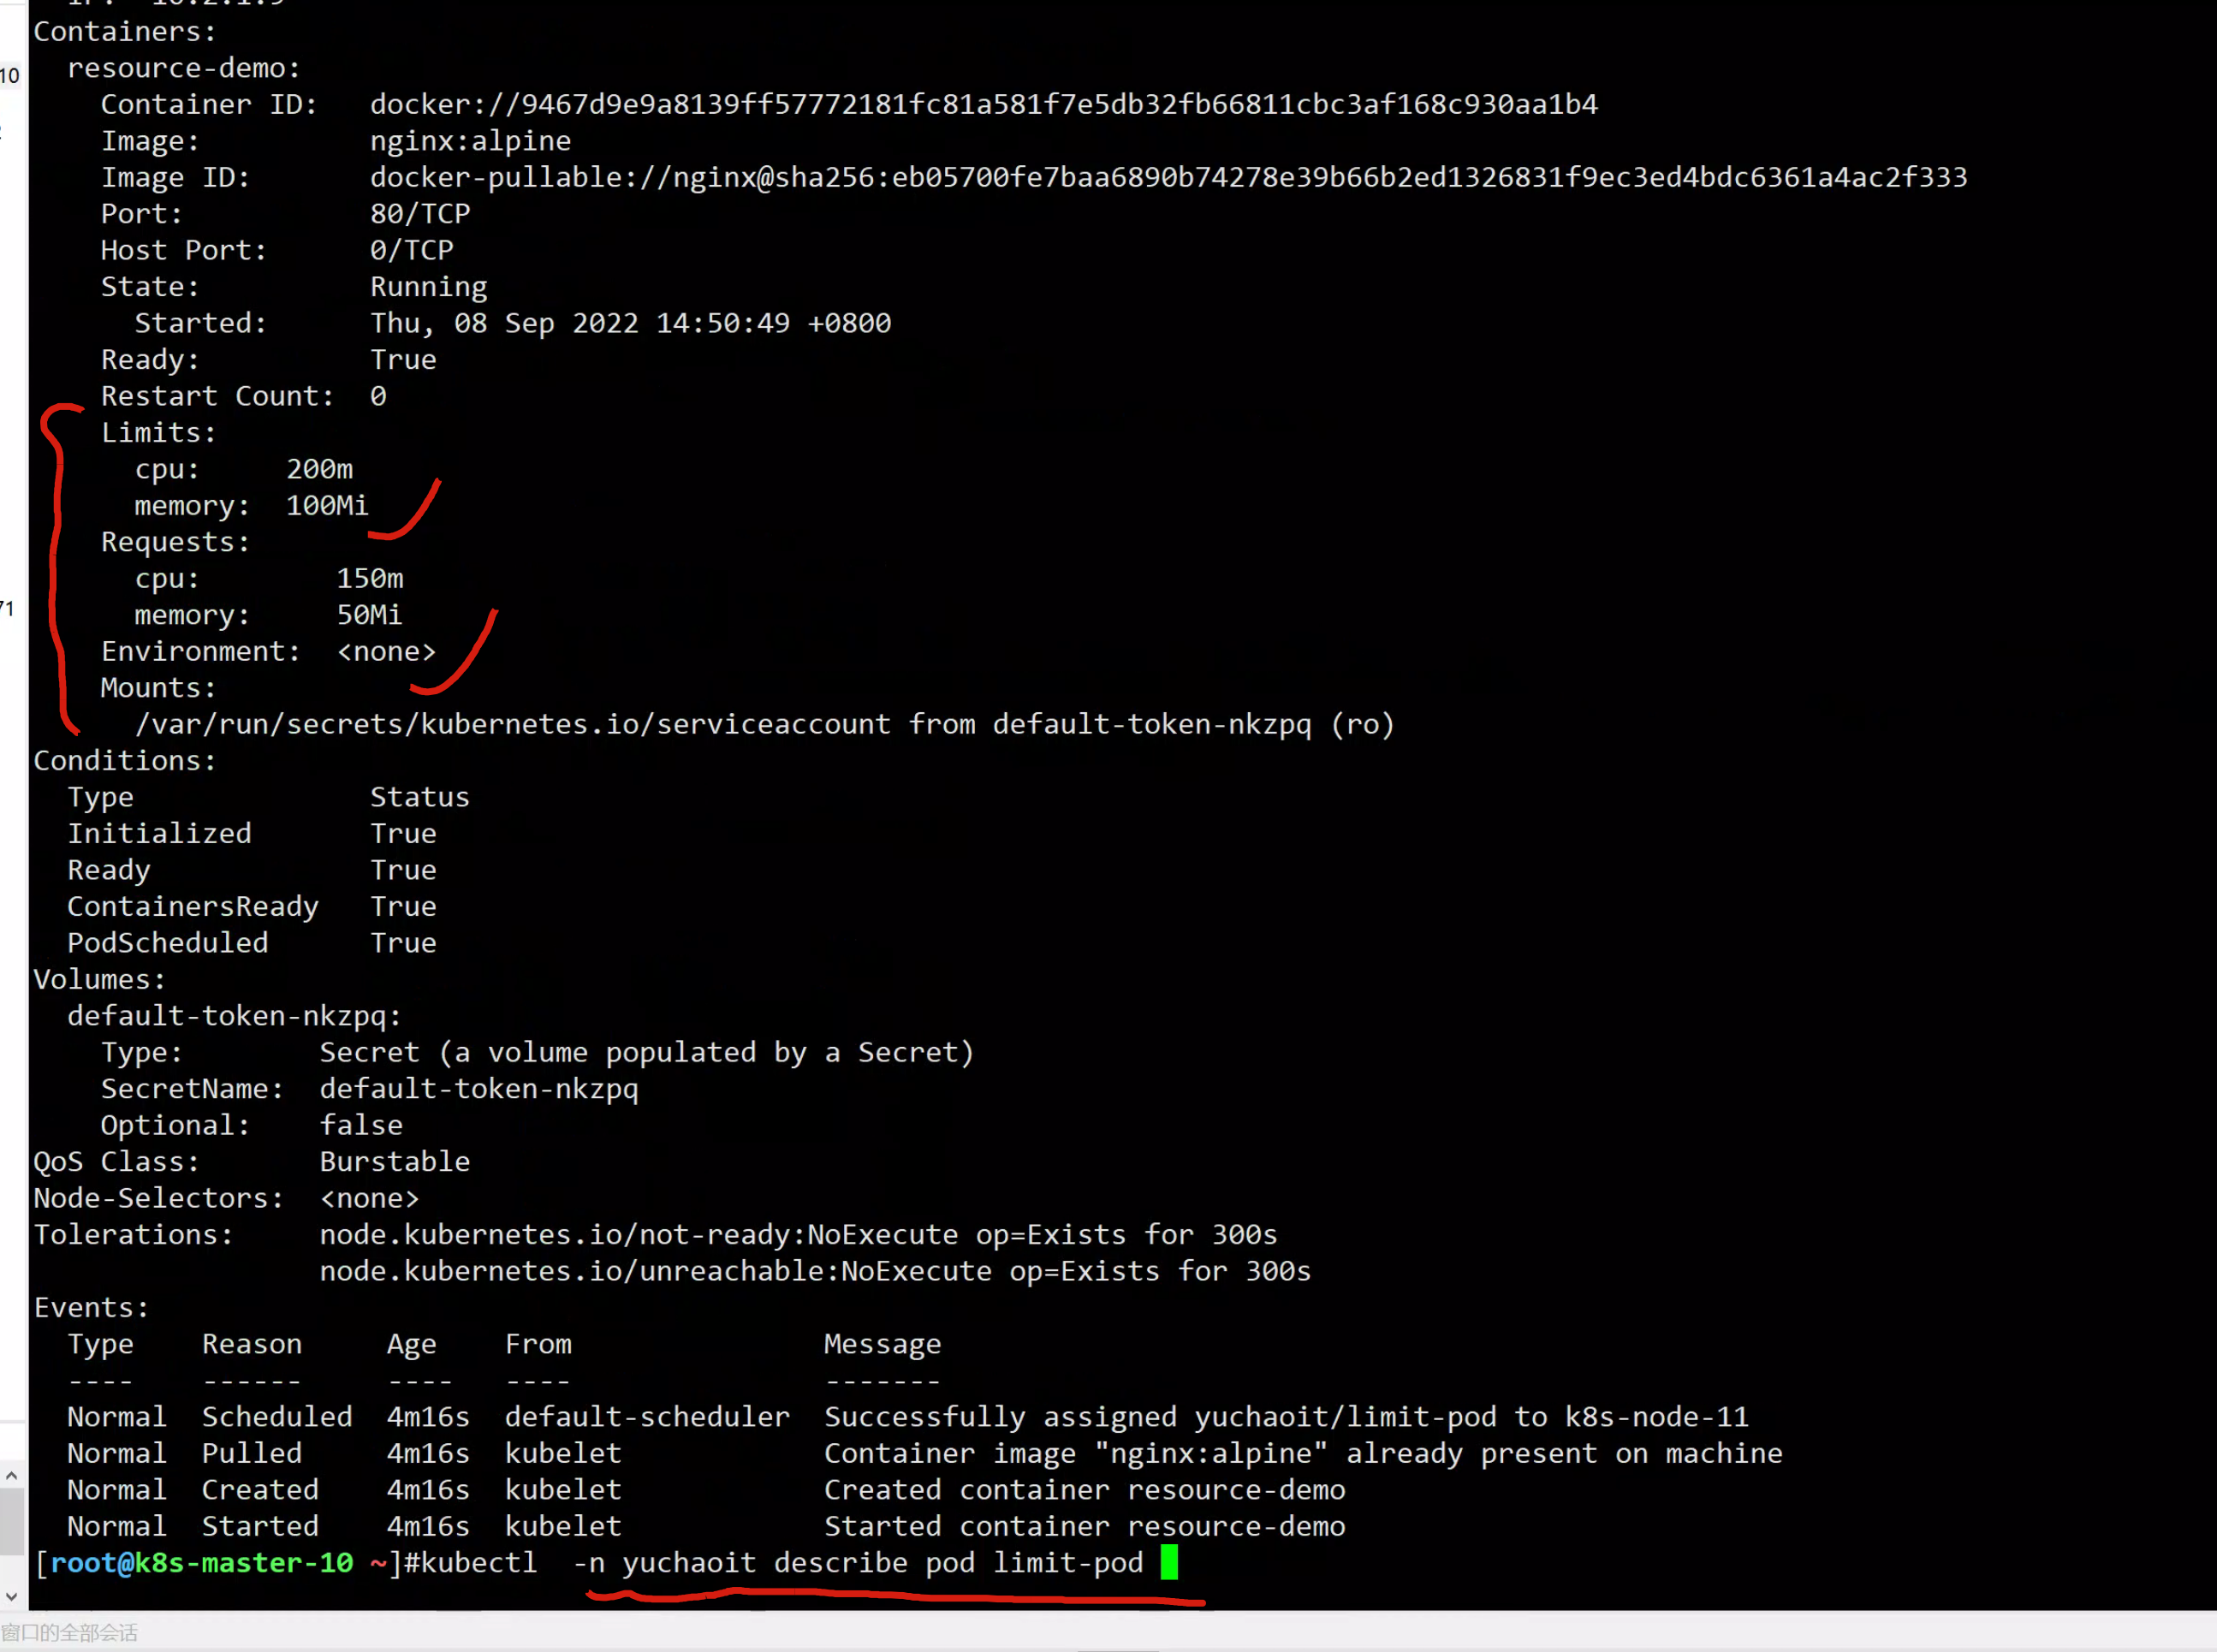 Containers:
  resource-demo:
    Container ID:   docker://9467d9e9a8139ff57772181fc81a581f7e5db32fb66811cbc3af168c930aa1b4
    Image:          nginx:alpine
    Image ID:       docker-pullable://nginx@sha256:eb05700fe7baa6890b74278e39b66b2ed1326831f9ec3ed4bdc6361a4ac2f333
    Port:           80/TCP
    Host Port:      0/TCP
    State:          Running
      Started:      Thu, 08 Sep 2022 14:50:49 +0800
    Ready:          True
    Restart Count:  0
    Limits:
      cpu:     200m
      memory:  100Mi
    Requests:
      cpu:        150m
      memory:     50Mi
    Environment:  <none>
    Mounts:
      /var/run/secrets/kubernetes.io/serviceaccount from default-token-nkzpq (ro)
Conditions:
  Type              Status
  Initialized       True
  Ready             True
  ContainersReady   True
  PodScheduled      True
Volumes:
  default-token-nkzpq:
    Type:        Secret (a volume populated by a Secret)
    SecretName:  default-token-nkzpq
    Optional:    false
QoS Class:       Burstable
Node-Selectors:  <none>
Tolerations:     node.kubernetes.io/not-ready:NoExecute op=Exists for 300s
                 node.kubernetes.io/unreachable:NoExecute op=Exists for 300s
Events:
  Type    Reason     Age   From               Message
  ----    ------     ----  ----               -------
  Normal  Scheduled  4m16s  default-scheduler  Successfully assigned yuchaoit/limit-pod to k8s-node-11
  Normal  Pulled     4m16s  kubelet            Container image "nginx:alpine" already present on machine
  Normal  Created    4m16s  kubelet            Created container resource-demo
  Normal  Started    4m16s  kubelet            Started container resource-demo
[root@k8s-master-10 ~]#kubectl  -n yuchaoit describe pod limit-pod
窗口的全部会话
10
71